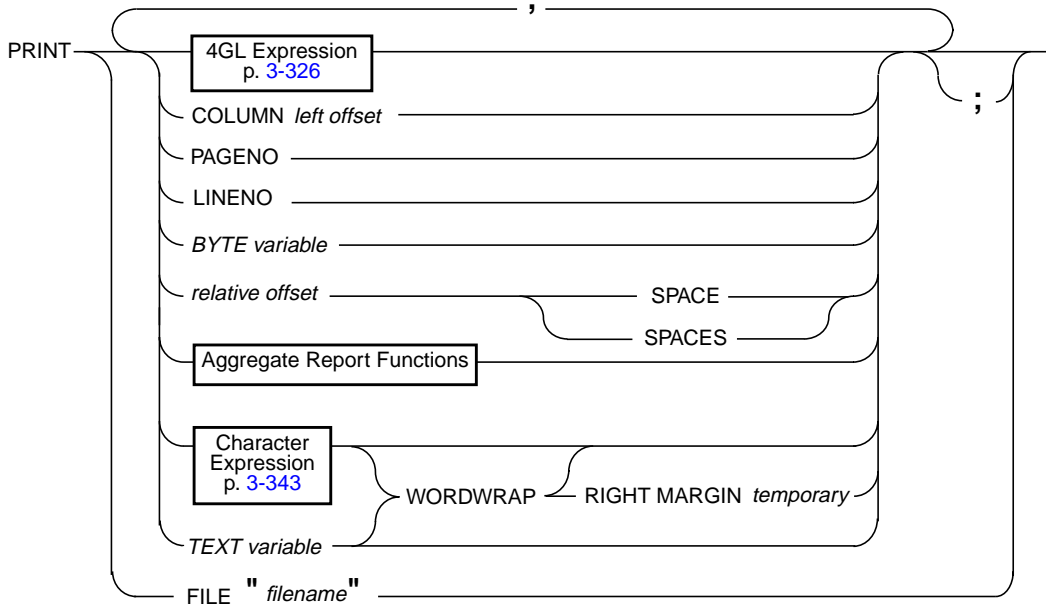 ,
PRINT
4GL Expression
p. 3-326
;
COLUMN left offset
PAGENO
LINENO
BYTE variable
relative offset SPACE
SPACES
Aggregate Report Functions
Character
Expression
p. 3-343
WORDWRAP RIGHT MARGIN temporary
TEXT variable
FILE " filename"